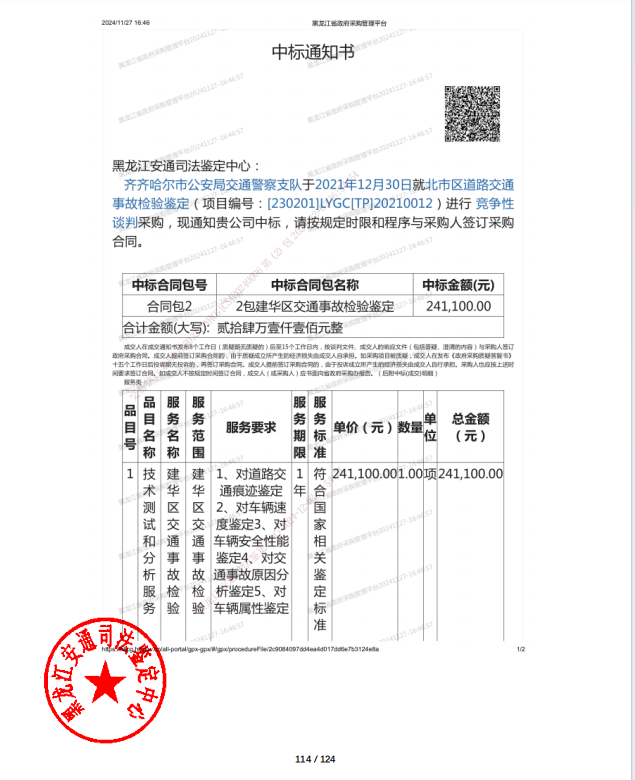 2024/11/27 16:46
黑龙江省政府采购管理平台
中标通知书
黑龙江安通司法鉴定中心：
齐齐哈尔市公安局交通警察支队于2021年12月30日就北市区道路交通
事故检验鉴定（项目编号：[230201]LYGC[TP]20210012）进行 竞争性
谈判采购，现通知贵公司中标，请按规定时限和程序与采购人签订采购
合同。
中标合同包号 中标合同包名称 中标金额(元)
合同包2 2包建华区交通事故检验鉴定 241,100.00
合计金额(大写): 贰拾肆万壹仟壹佰元整
服务类：
品目号 品目名称 服务名称 服务范围 服务要求 服务期限 服务标准 单价（元） 数量 单位 总金额（元）
1 技术测试和分析服务 建华区交通事故检验 建华区交通事故检验 1、对道路交通痕迹鉴定2、对车辆速度鉴定3、对车辆安全性能鉴定4、对交通事故原因分析鉴定5、对车辆属性鉴定 1年 符合国家相关鉴定标准 241,100.00 1.00 项 241,100.00
1/2
黑龙江安通司法鉴定中心
114 / 124